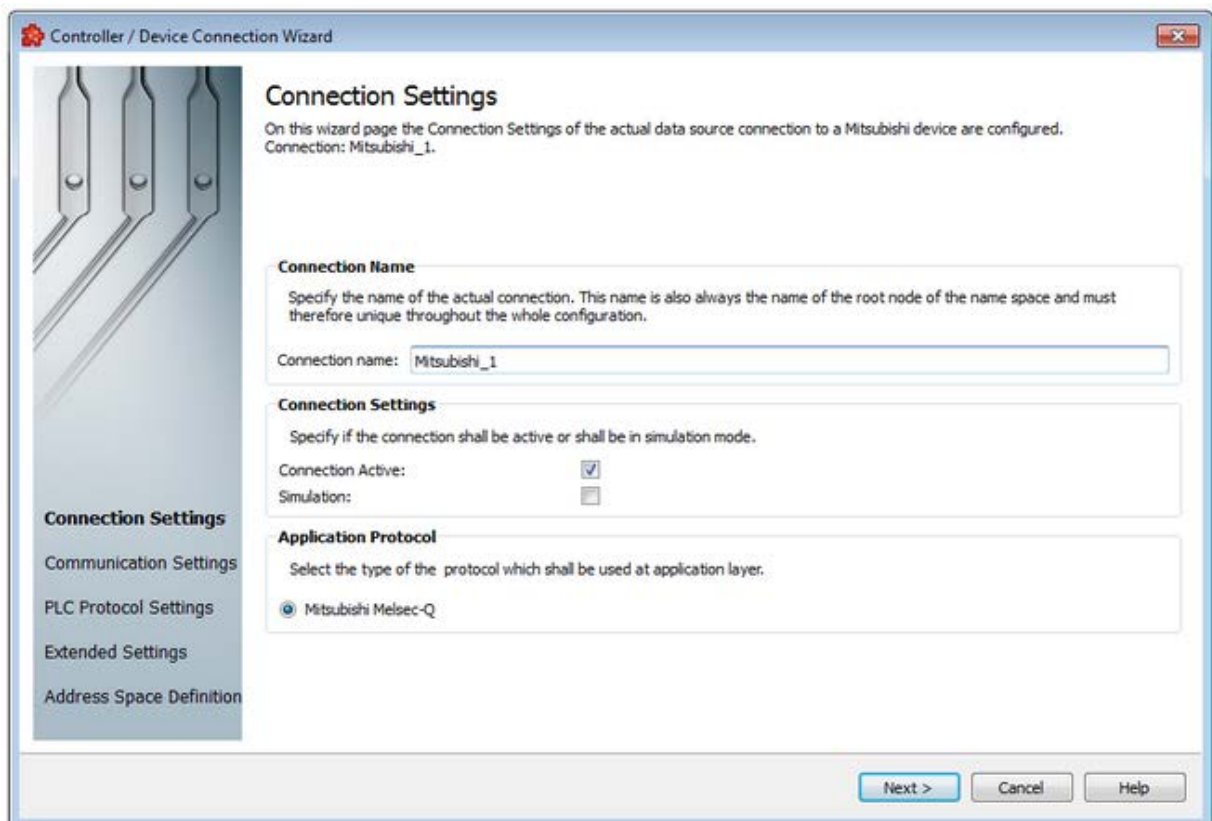 Controller / Device Connection Wizard
Connection Settings
On this wizard page the Connection Settings of the actual data source connection to a Mitsubishi device are configured.
Connection: Mitsubishi_1.
Connection Name
Specify the name of the actual connection. This name is also always the name of the root node of the name space and must
therefore unique throughout the whole configuration.
Connection name: Mitsubishi_1
Connection Settings
Specify if the connection shall be active or shall be in simulation mode.
Connection Active:
Simulation:
Application Protocol
Select the type of the protocol which shall be used at application layer.
Mitsubishi Melsec-Q
Connection Settings
Communication Settings
PLC Protocol Settings
Extended Settings
Address Space Definition
Next >
Cancel
Help